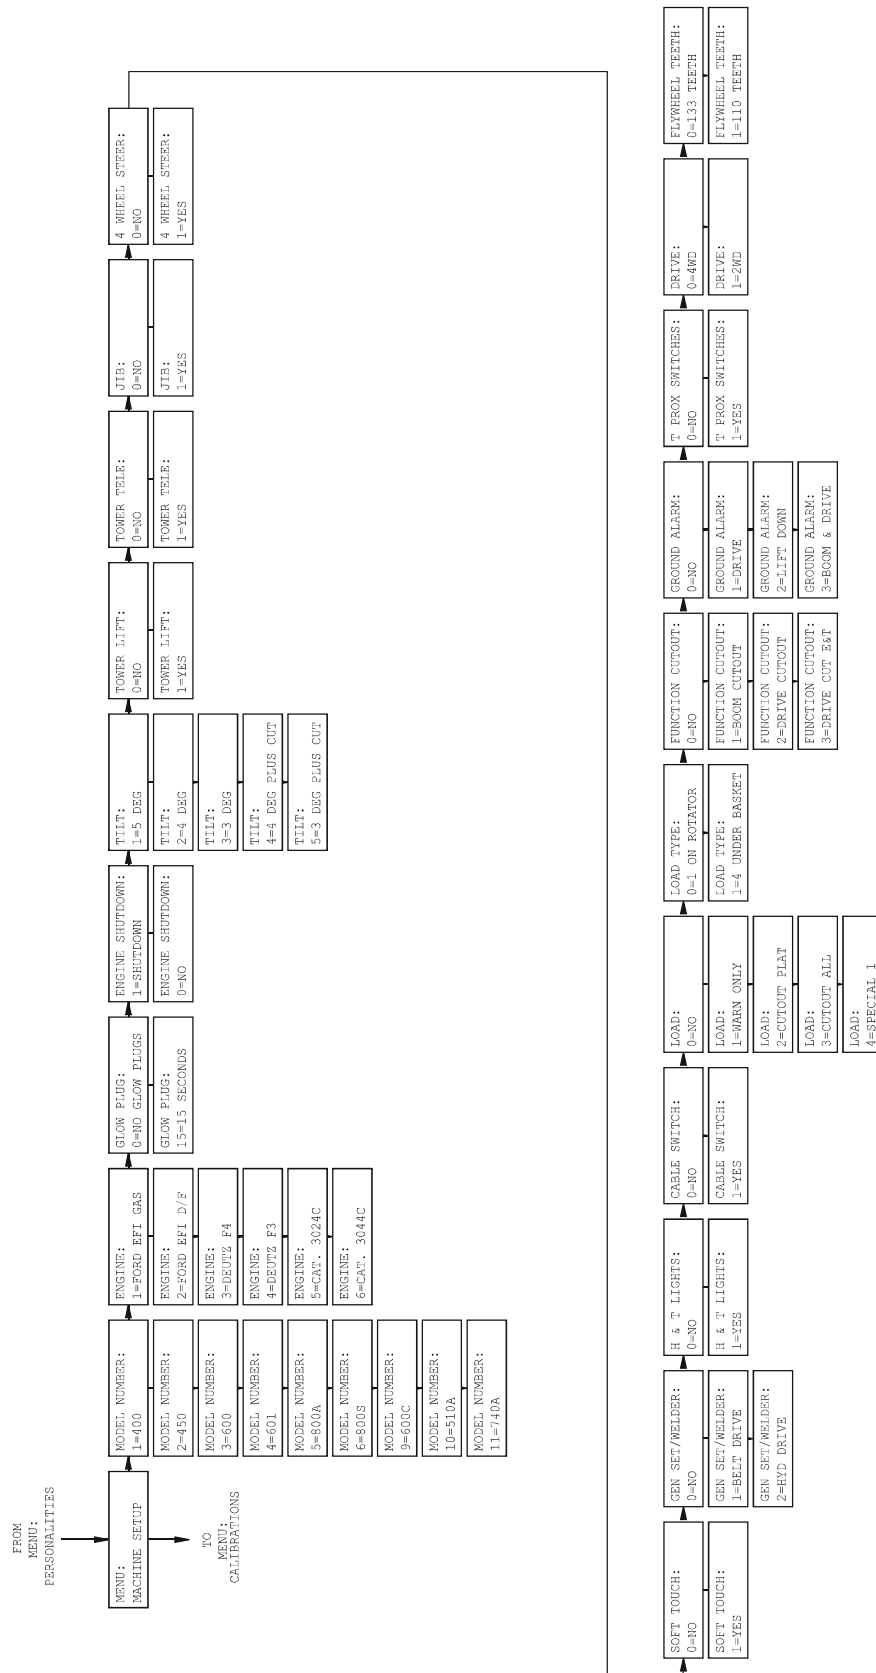 FROM
MENU:
PERSONALITIES
MENU:
MACHINE SETUP
TO
MENU:
CALIBRATIONS
MODEL NUMBER:
1=400
MODEL NUMBER:
2=450
MODEL NUMBER:
3=600
MODEL NUMBER:
4=601
MODEL NUMBER:
5=800A
MODEL NUMBER:
6=800S
MODEL NUMBER:
9=600C
MODEL NUMBER:
10=510A
MODEL NUMBER:
11=740A
ENGINE:
1=FORD EFI GAS
ENGINE:
2=FORD EFI D/F
ENGINE:
3=DEUTZ F4
ENGINE:
4=DEUTZ F3
ENGINE:
5=CAT. 3024C
ENGINE:
6=CAT. 3044C
GLOW PLUG:
0=NO GLOW PLUGS
GLOW PLUG:
15=15 SECONDS
ENGINE SHUTDOWN:
1=SHUTDOWN
ENGINE SHUTDOWN:
0=NO
TILT:
1=5 DEG
TILT:
2=4 DEG
TILT:
3=3 DEG
TILT:
4=4 DEG PLUS CUT
TILT:
5=3 DEG PLUS CUT
TOWER LIFT:
0=NO
TOWER LIFT:
1=YES
TOWER TELE:
0=NO
TOWER TELE:
1=YES
JIB:
0=NO
JIB:
1=YES
4 WHEEL STEER:
0=NO
4 WHEEL STEER:
1=YES
SOFT TOUCH:
0=NO
SOFT TOUCH:
1=YES
GEN SET/WELDER:
0=NO
GEN SET/WELDER:
1=BELT DRIVE
GEN SET/WELDER:
2=HYD DRIVE
H & T LIGHTS:
0=NO
H & T LIGHTS:
1=YES
CABLE SWITCH:
0=NO
CABLE SWITCH:
1=YES
LOAD:
0=NO
LOAD:
1=WARN ONLY
LOAD:
2=CUTOUT PLAT
LOAD:
3=CUTOUT ALL
LOAD:
4=SPECIAL 1
LOAD TYPE:
0=1 ON ROTATOR
LOAD TYPE:
1=4 UNDER BASKET
FUNCTION CUTOUT:
0=NO
FUNCTION CUTOUT:
1=BOOM CUTOUT
FUNCTION CUTOUT:
2=DRIVE CUTOUT
FUNCTION CUTOUT:
3=DRIVE CUT E&T
GROUND ALARM:
0=NO
GROUND ALARM:
1=DRIVE
GROUND ALARM:
2=LIFT DOWN
GROUND ALARM:
3=BOOM & DRIVE
T PROX SWITCHES:
0=NO
T PROX SWITCHES:
1=YES
DRIVE:
0=4WD
DRIVE:
1=2WD
FLYWHEEL TEETH:
0=133 TEETH
FLYWHEEL TEETH:
1=110 TEETH